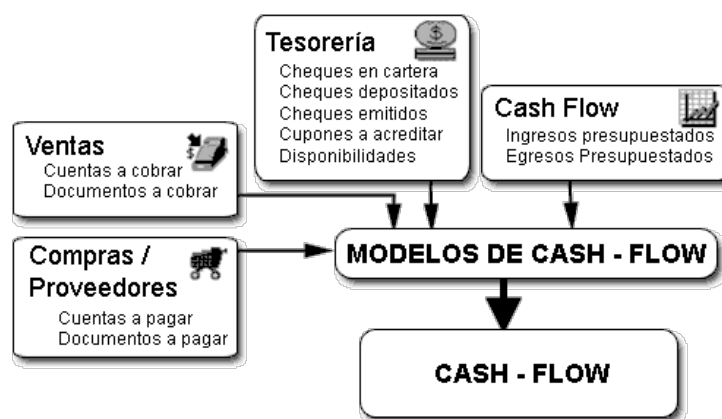 Tesorería
Cheques en cartera
Cheques depositados
Cheques emitidos
Cupones a acreditar
Disponibilidades
Cash Flow
Ingresos presupuestados
Egresos Presupuestados
Ventas
Cuentas a cobrar
Documentos a cobrar
Compras /
Proveedores
Cuentas a pagar
Documentos a pagar
MODELOS DE CASH - FLOW
CASH - FLOW